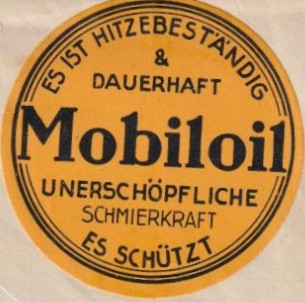 ES IST HITZEBESTÄNDIG
&
DAUERHAFT
Mobiloil
UNERSCHÖPFLICHE
SCHMIERKRAFT
ES SCHÜTZT